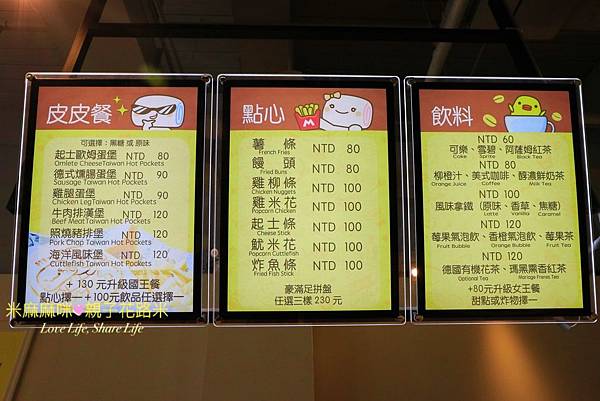 皮皮餐
可選擇：黑糖 或 原味
起士歐姆蛋堡 NTD 80
Omlete CheeseTaiwan Hot Pockets
德式燻腸蛋堡 NTD 90
Sausage Taiwan Hot Pockets
雞腿蛋堡 NTD 90
Chicken LegTaiwan Hot Pockets
牛肉排漢堡 NTD 120
Beef Meat Taiwan Hot Pockets
照燒豬排堡 NTD 120
Pork Chop Taiwan Hot Pockets
海洋風味堡 NTD 120
Cuttlefish Taiwan Hot Pockets
+ 130 元升級國王餐
點心擇一 + 100元飲品任選擇一
點心
薯條 NTD 80
French Fries
饅頭 NTD 80
Fried Buns
雞柳條 NTD 100
Chicken
雞米花 NTD 100
Popcorn Chicken
起士條 NTD 100
Cheese Stick
魷米花 NTD 100
Popcorn Cuttlefish
炸魚條 NTD 100
Fried Fish Stick
豪滿足拼盤
任選三樣 230 元
飲料
NTD 60
可樂、雪碧、阿薩姆紅茶
Coke Sprite Black Tea
NTD 80
柳橙汁、美式咖啡、醇濃鮮奶茶
Orange Juice Coffee Milk Tea
NTD 100
風味拿鐵（原味、香草、焦糖）
Latte Vanilla Caramel
NTD 120
莓果氣泡飲、香橙氣泡飲、莓果茶
Fruit Bubble Orange Bubble Fruit Tea
NTD 120
德國有機花茶、瑪黑兄弟香紅茶
Optional Tea Mariage Freres Tea
+80元升級女王餐
甜點或炸物擇一
米麻麻咪 親子花路米
Love Life, Share Life